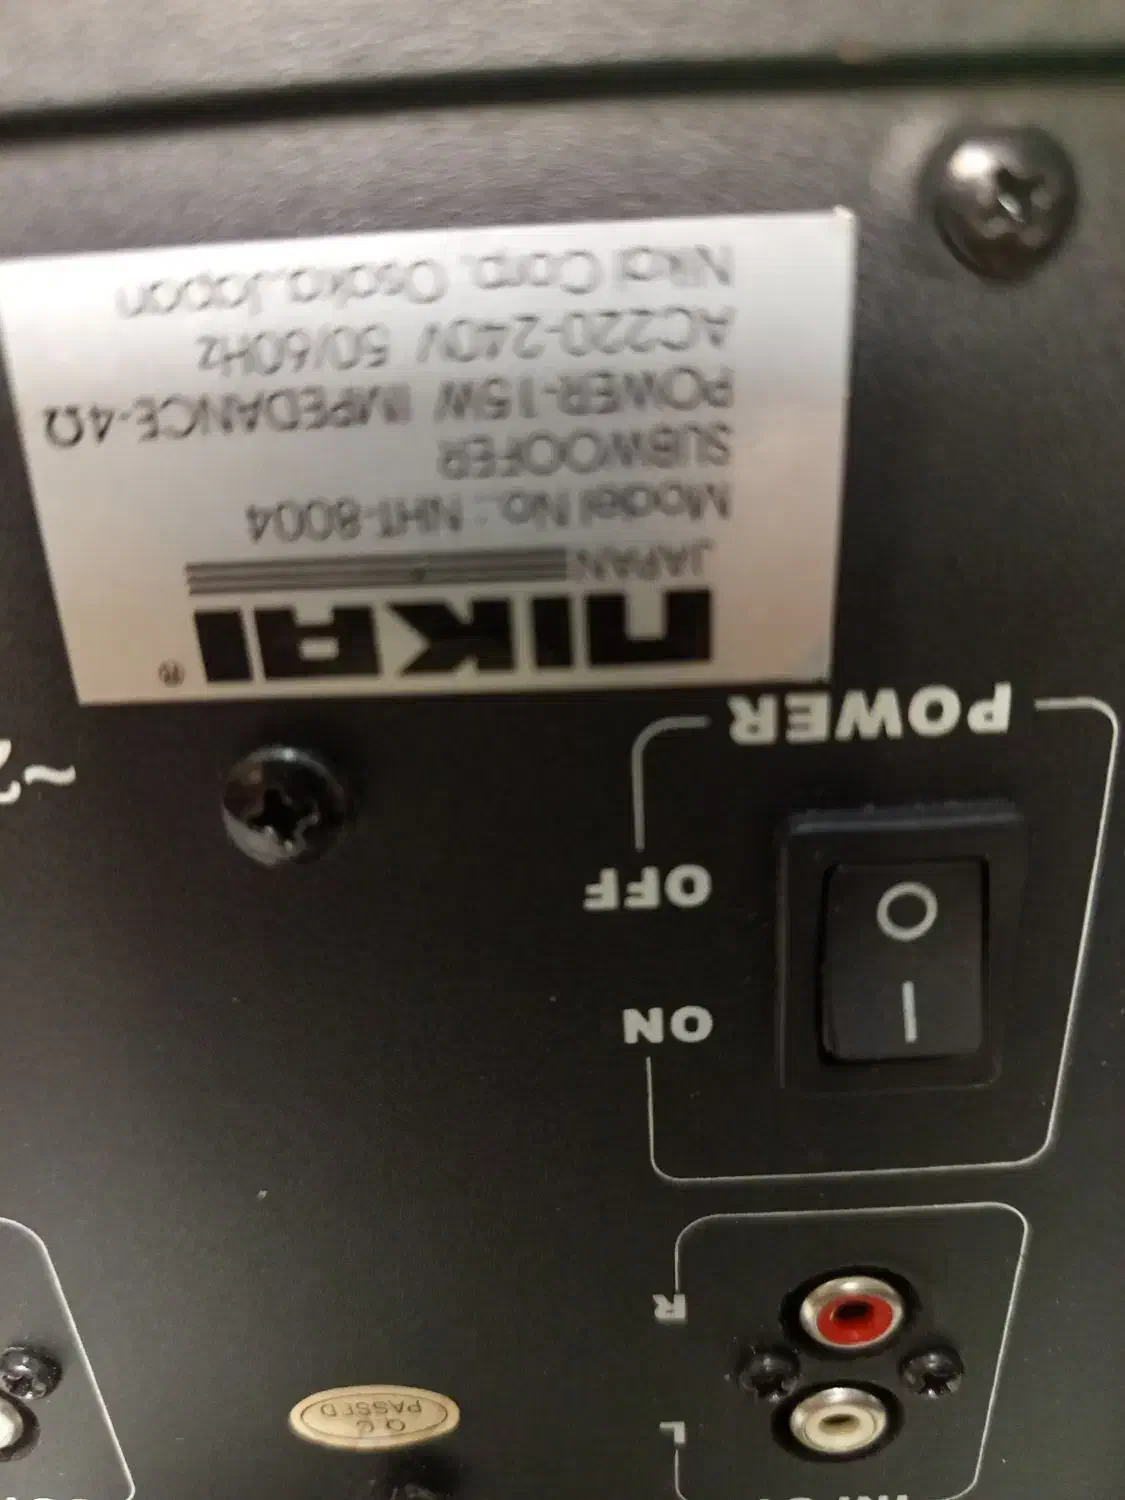 R
L
ON
OFF
POWER
NIKAI®
JAPAN
Model No.: NHT-8004
SUBWOOFER
POWER-15W IMPEDANCE-4Ω
AC220-240V 50/60Hz
Nikai Corp. Osaka,Japan
Q.C
PASSED